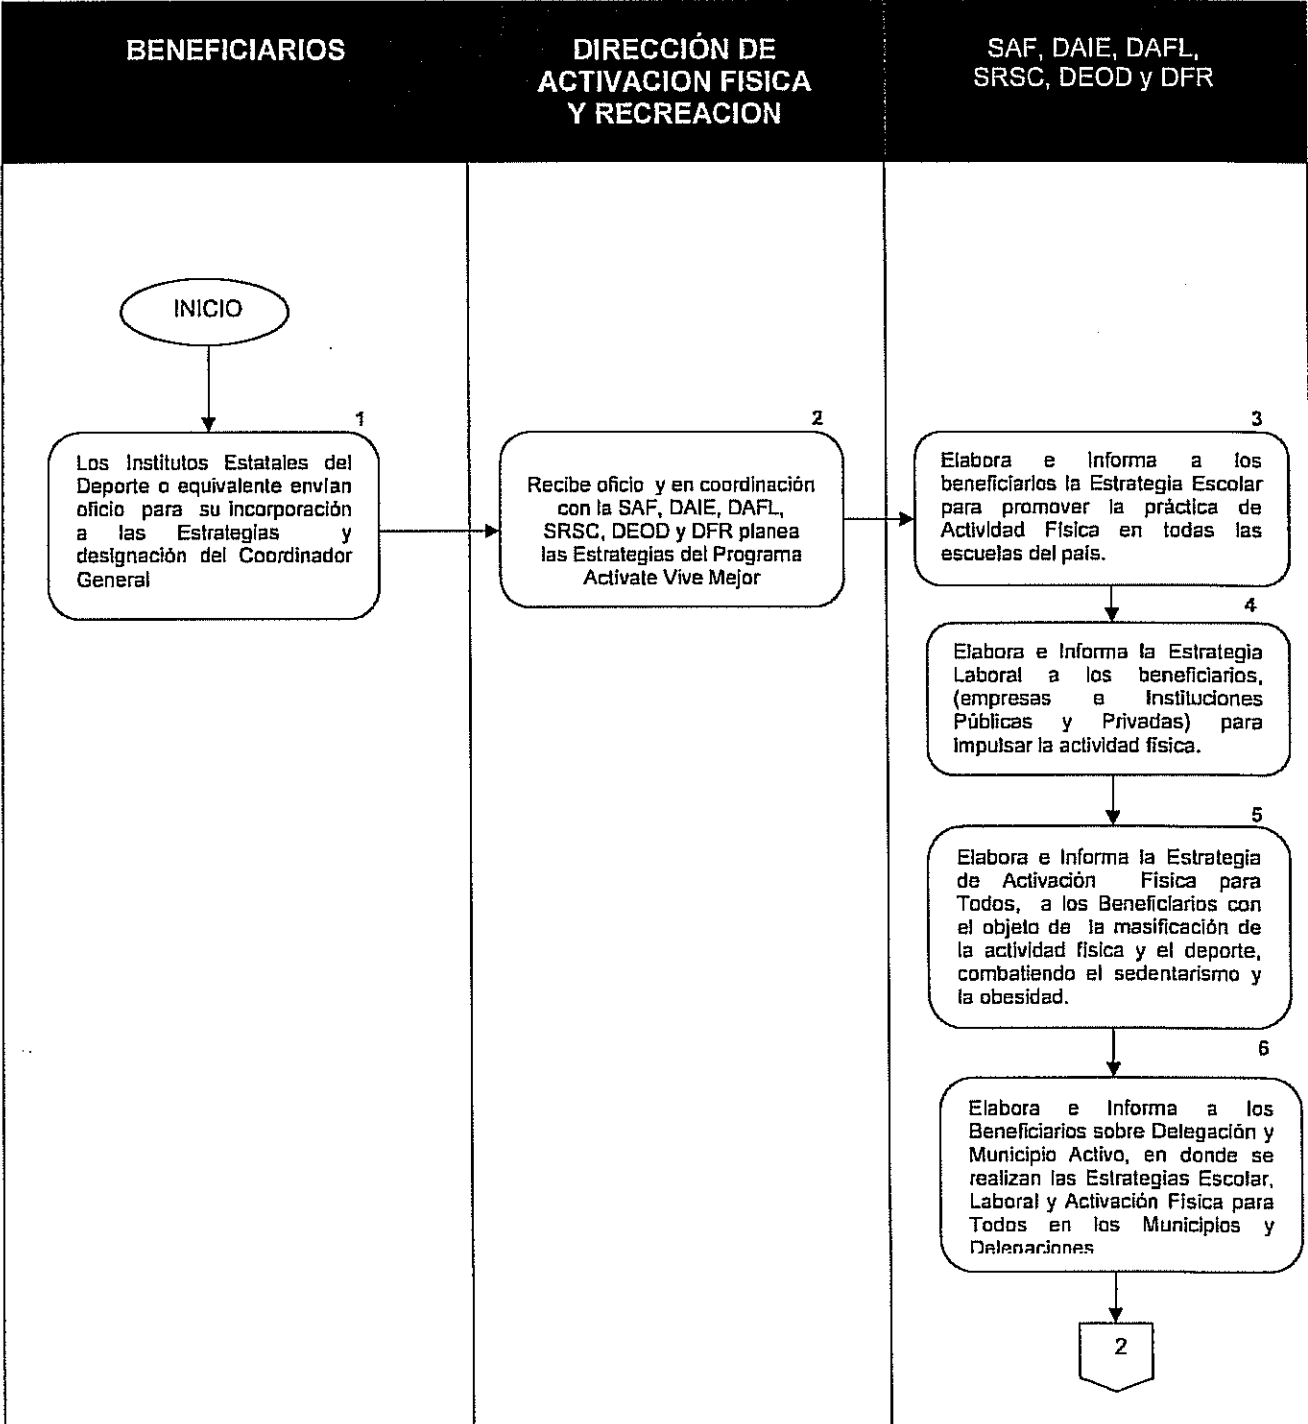 BENEFICIARIOS
DIRECCIÓN DE
ACTIVACION FISICA
Y RECREACION
SAF, DAIE, DAFL,
SRSC, DEOD y DFR
INICIO
1
Los Institutos Estatales del
Deporte o equivalente envían
oficio para su incorporación
a las Estrategias y
designación del Coordinador
General
2
Recibe oficio y en coordinación
con la SAF, DAIE, DAFL,
SRSC, DEOD y DFR planea
las Estrategias del Programa
Activate Vive Mejor
3
Elabora e Informa a los
beneficiarios la Estrategia Escolar
para promover la práctica de
Actividad Física en todas las
escuelas del país.
4
Elabora e Informa la Estrategia
Laboral a los beneficiarios,
(empresas e Instituciones
Públicas y Privadas) para
impulsar la actividad física.
5
Elabora e Informa la Estrategia
de Activación Física para
Todos, a los Beneficiarios con
el objeto de la masificación de
la actividad física y el deporte,
combatiendo el sedentarismo y
la obesidad.
6
Elabora e Informa a los
Beneficiarios sobre Delegación y
Municipio Activo, en donde se
realizan las Estrategias Escolar,
Laboral y Activación Física para
Todos en los Municipios y
Delegaciones
2